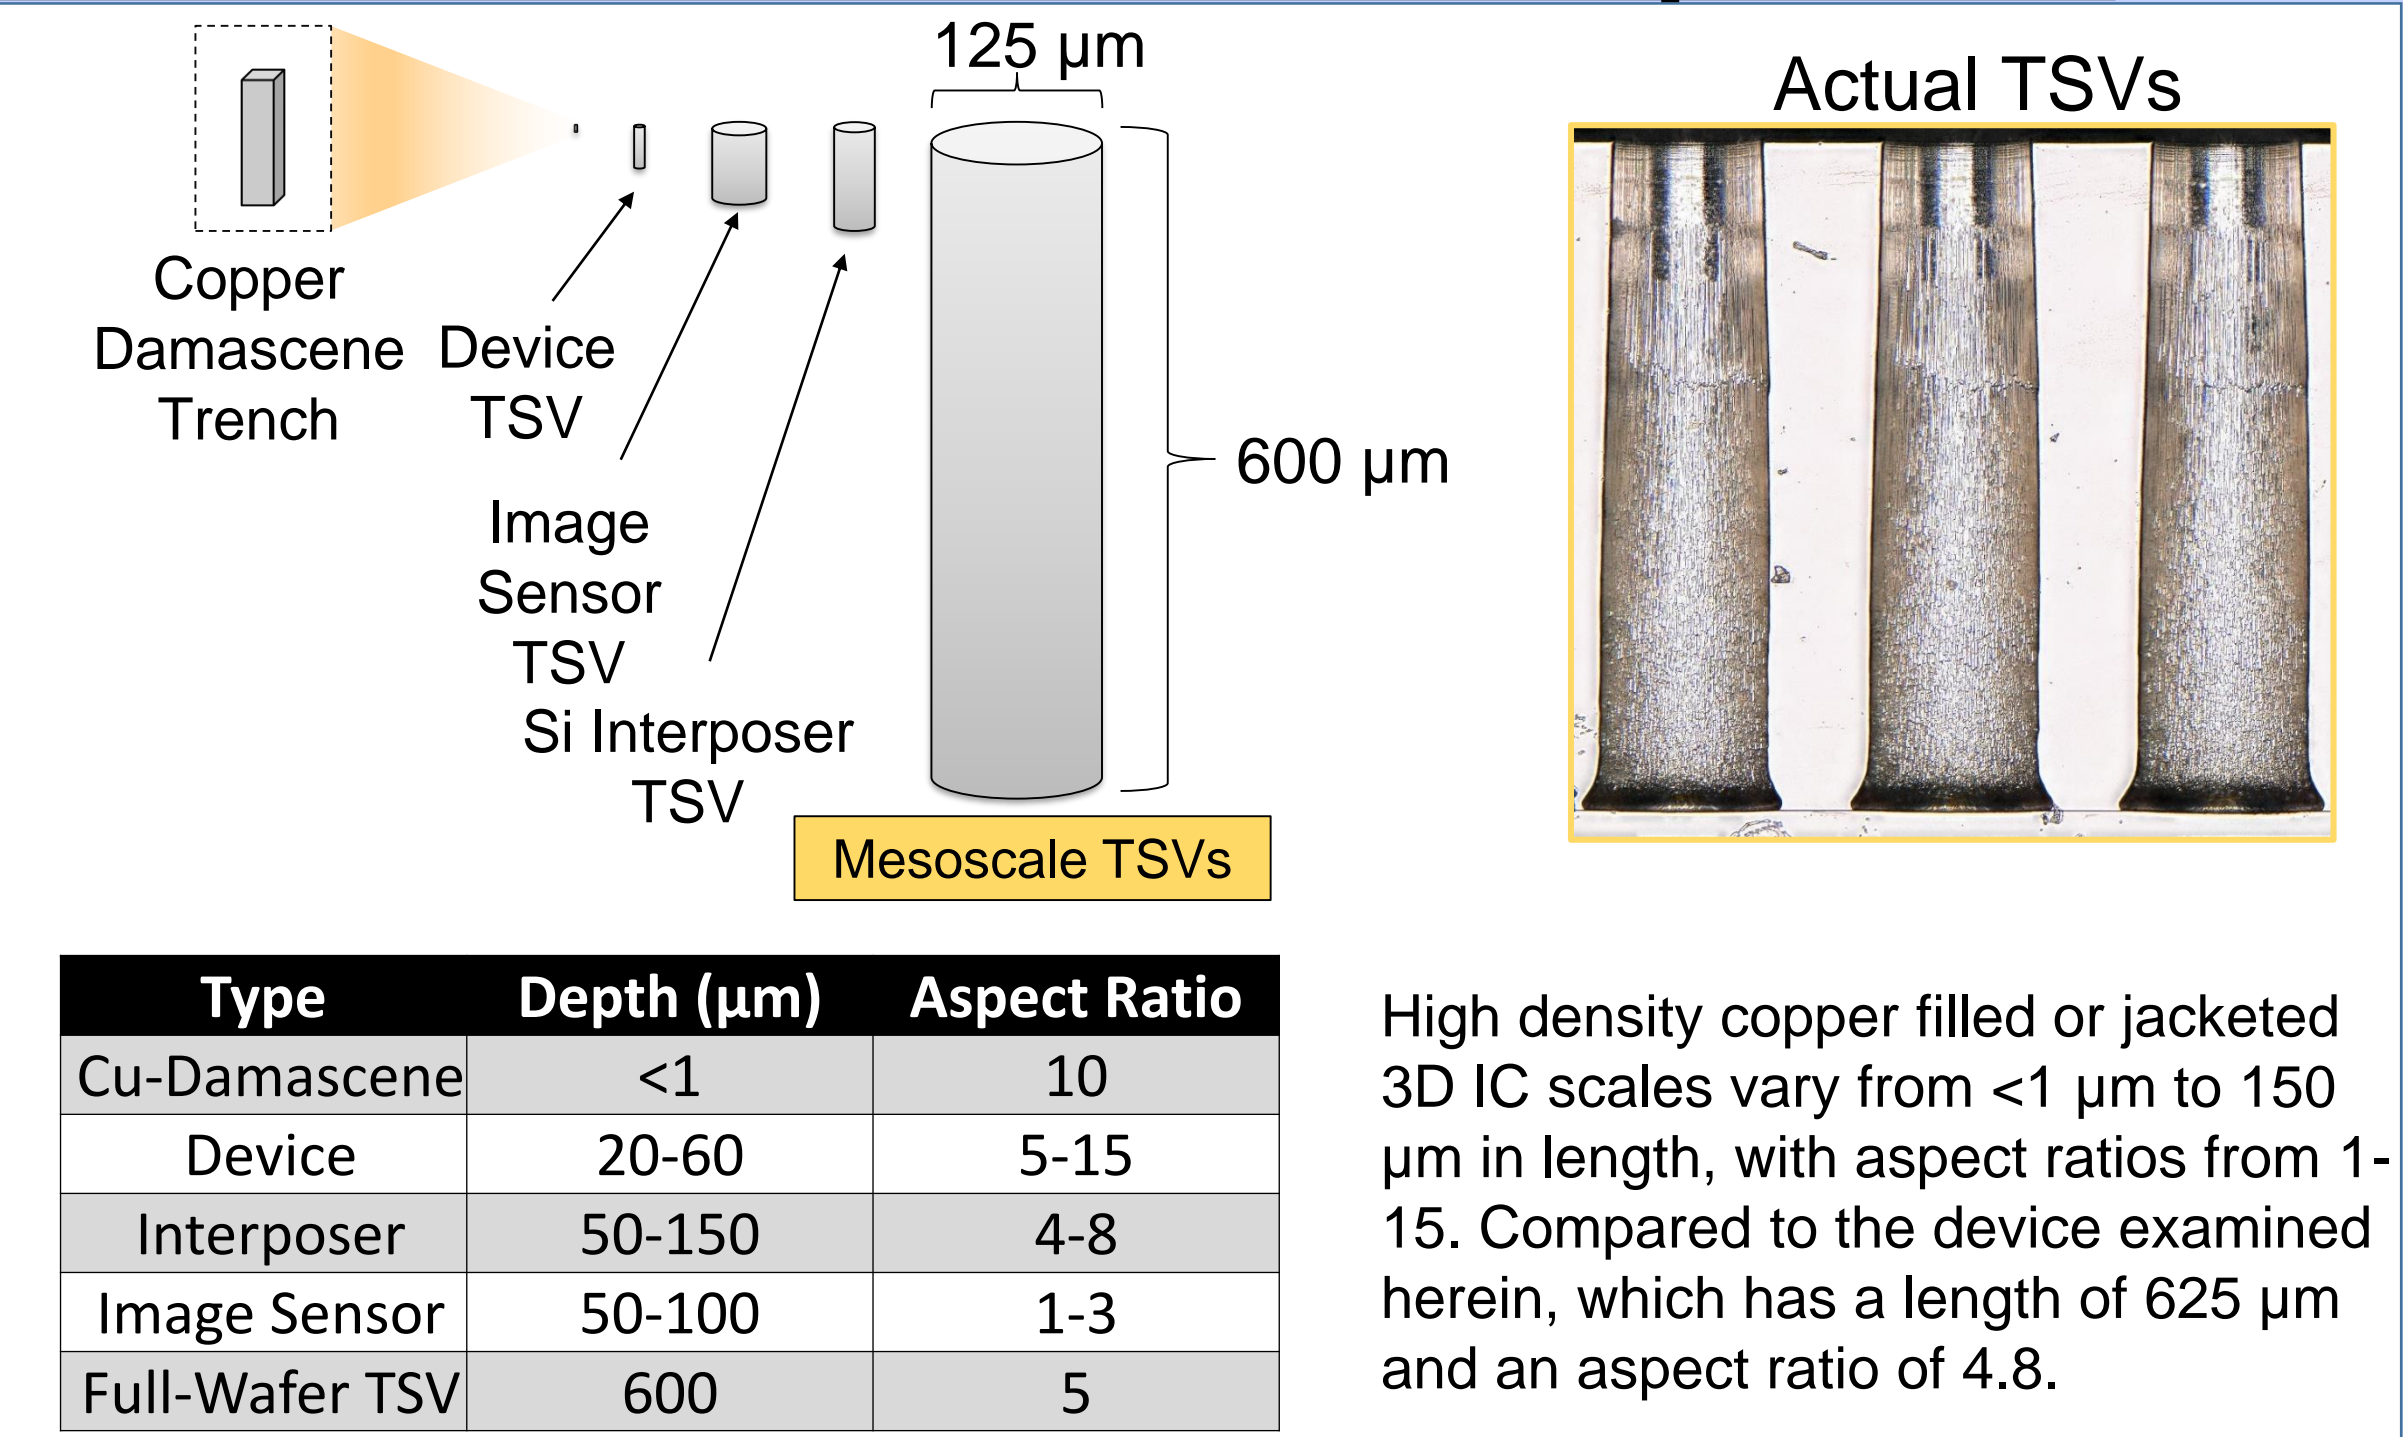 125 µm
Actual TSVs
Copper
Damascene
Trench
Device
TSV
Image
Sensor
TSV
Si Interposer
TSV
600 µm
Mesoscale TSVs
Type Depth (µm) Aspect Ratio
Cu-Damascene <1 10
Device 20-60 5-15
Interposer 50-150 4-8
Image Sensor 50-100 1-3
Full-Wafer TSV 600 5
High density copper filled or jacketed
3D IC scales vary from <1 µm to 150
µm in length, with aspect ratios from 1-
15. Compared to the device examined
herein, which has a length of 625 µm
and an aspect ratio of 4.8.